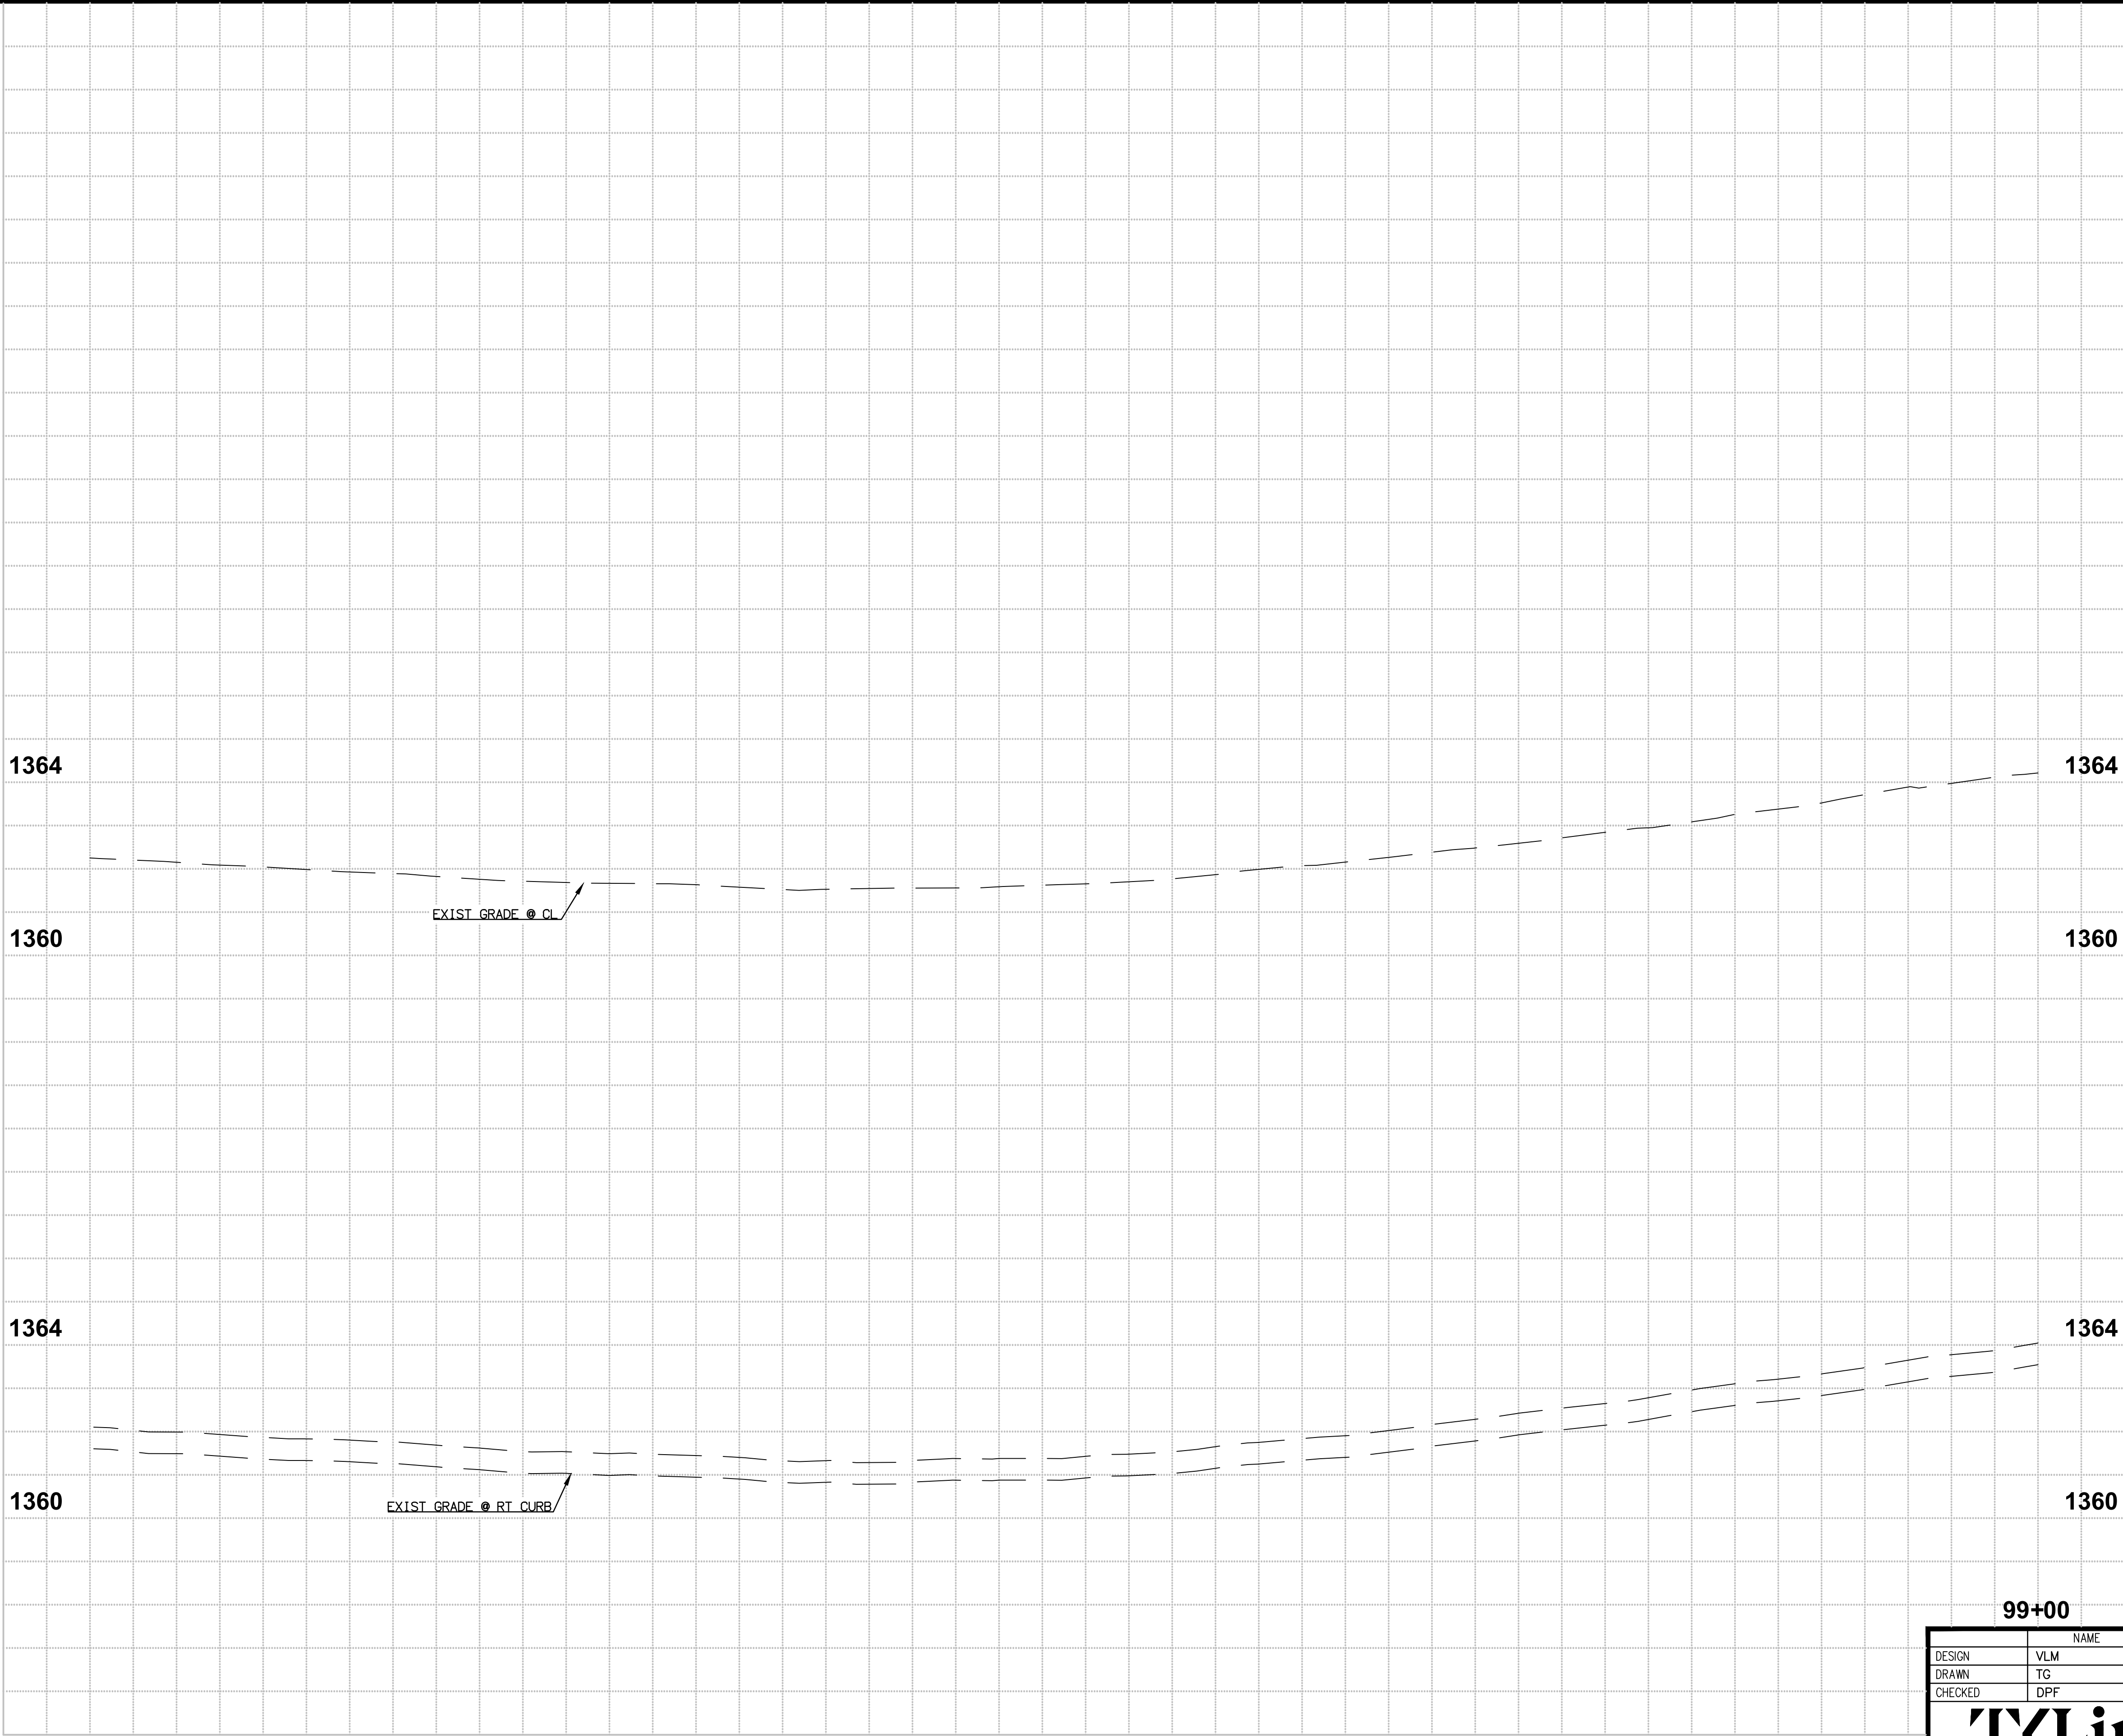 1364 1364
EXIST GRADE @ CL
1360 1360
1364 1364
1360 1360
EXIST GRADE @ RT CURB
99+00
NAME
DESIGN VLM
DRAWN TG
CHECKED DPF